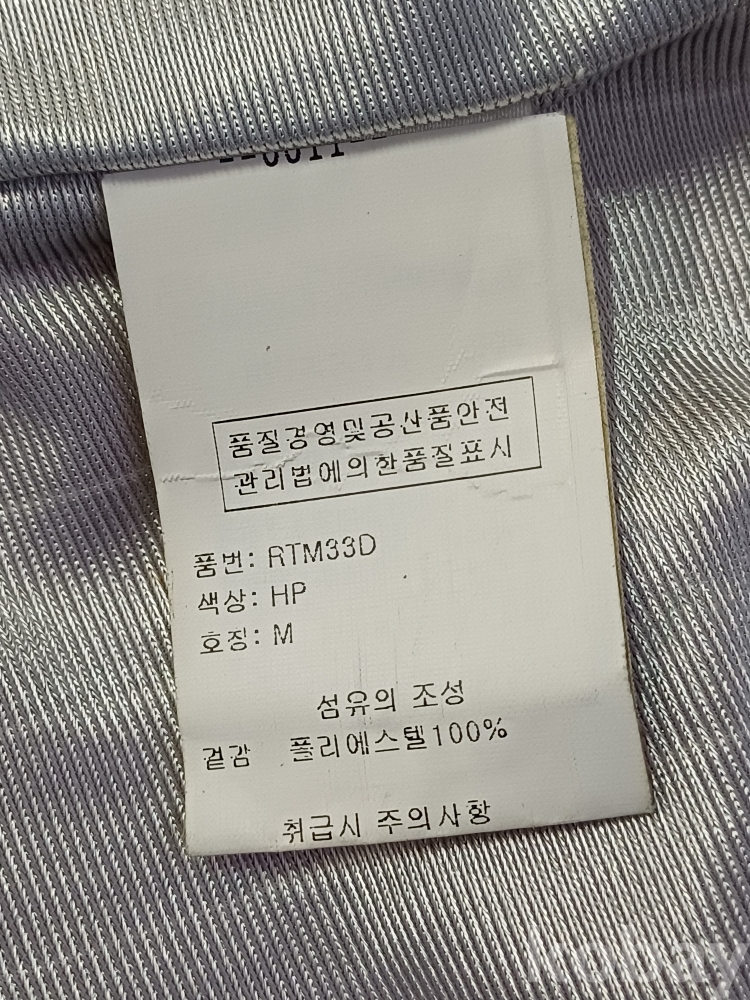 품질경영및공산품안전
관리법에의한품질표시
품번: RTM33D
색상: HP
호칭: M
섬유의 조성
겉감 폴리에스텔100%
취급시 주의사항
kobay